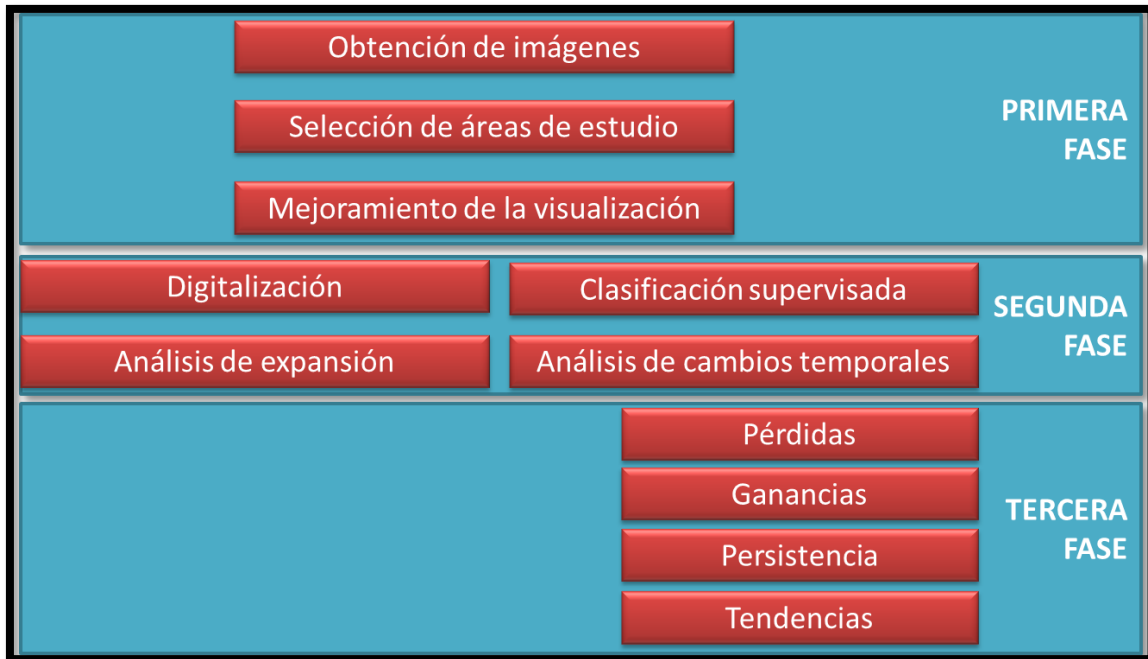 Obtención de imágenes
Selección de áreas de estudio
Mejoramiento de la visualización
PRIMERA
FASE
Digitalización
Clasificación supervisada
Análisis de expansión
Análisis de cambios temporales
SEGUNDA
FASE
Pérdidas
Ganancias
Persistencia
Tendencias
TERCERA
FASE